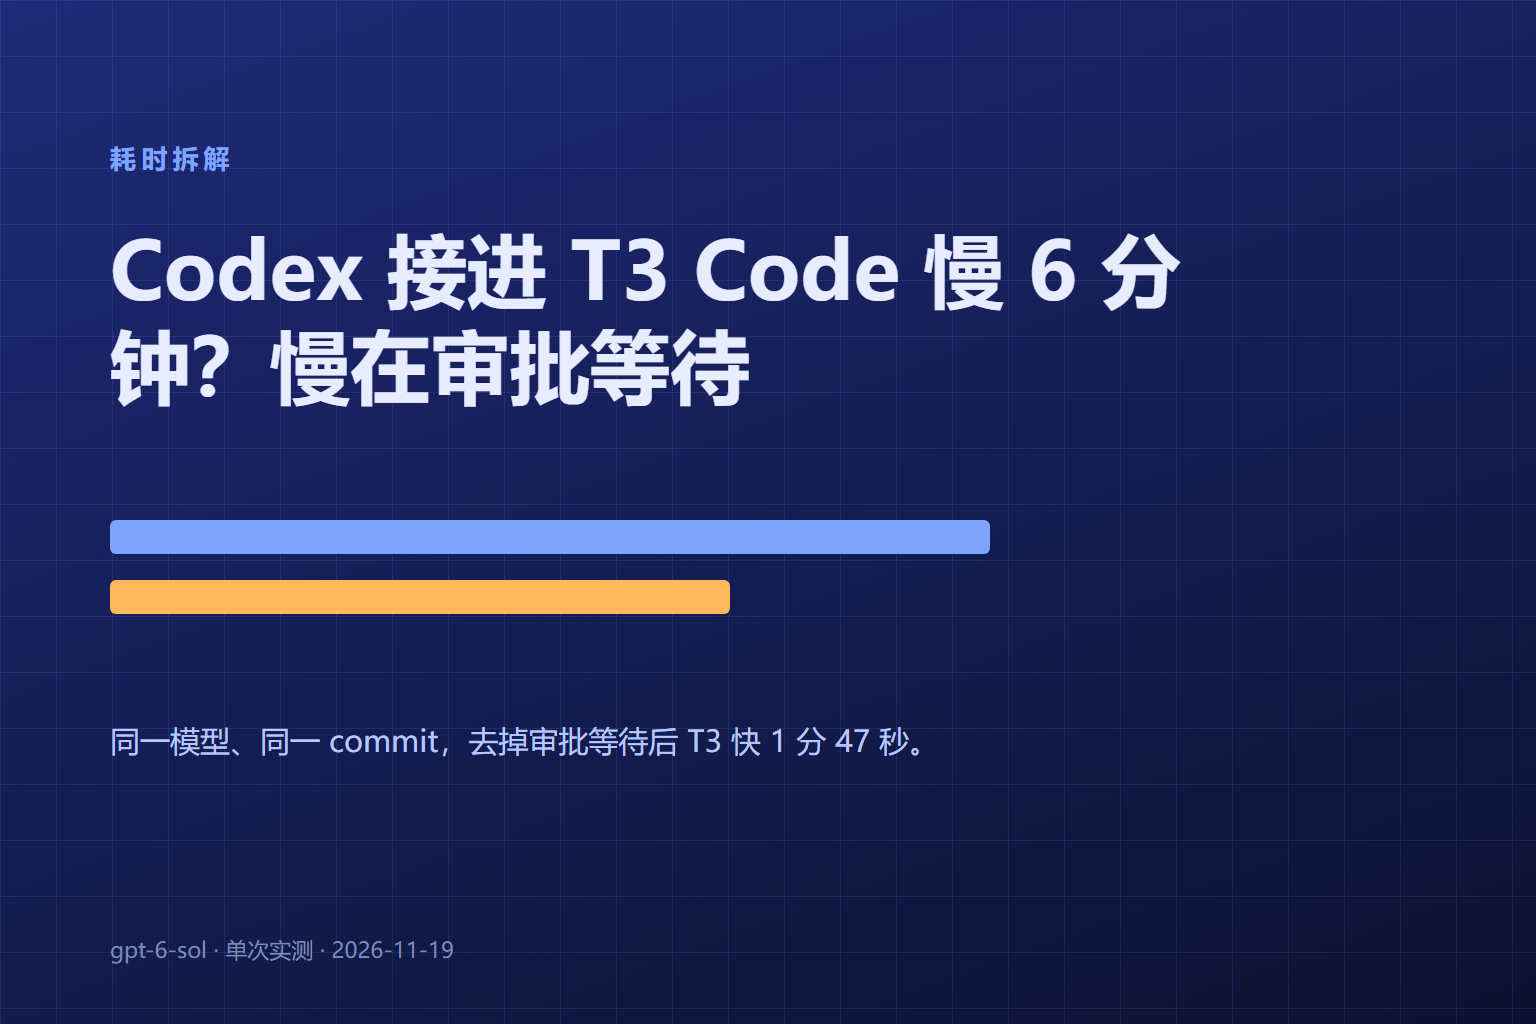 耗时拆解
Codex 接进 T3 Code 慢 6 分
钟？慢在审批等待
同一模型、同一 commit，去掉审批等待后 T3 快 1 分 47 秒。
gpt-6-sol · 单次实测 · 2026-11-19